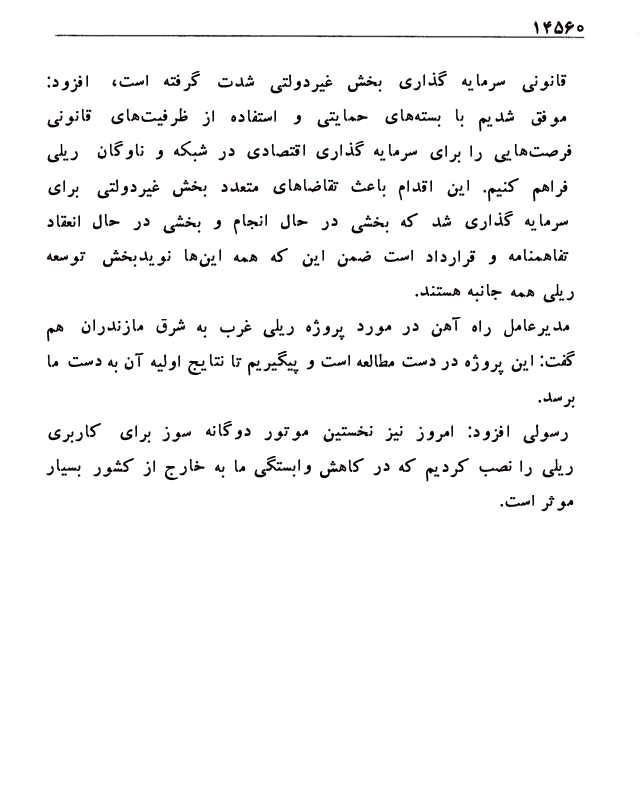 ۱۴۵۶۰
قانونی سرمایه گذاری بخش غیردولتی شدت گرفته است، افزود:
موفق شدیم با بسته‌های حمایتی و استفاده از ظرفیت‌های قانونی
فرصت‌هایی را برای سرمایه گذاری اقتصادی در شبکه و ناوگان ریلی
فراهم کنیم. این اقدام باعث تقاضاهای متعدد بخش غیردولتی برای
سرمایه گذاری شد که بخشی در حال انجام و بخشی در حال انعقاد
تفاهمنامه و قرارداد است ضمن این که همه این‌ها نویدبخش توسعه
ریلی همه جانبه هستند.
مدیرعامل راه آهن در مورد پروژه ریلی غرب به شرق مازندران هم
گفت: این پروژه در دست مطالعه است و پیگیریم تا نتایج اولیه آن به دست ما
برسد.
رسولی افزود: امروز نیز نخستین موتور دوگانه سوز برای کاربری
ریلی را نصب کردیم که در کاهش وابستگی ما به خارج از کشور بسیار
موثر است.